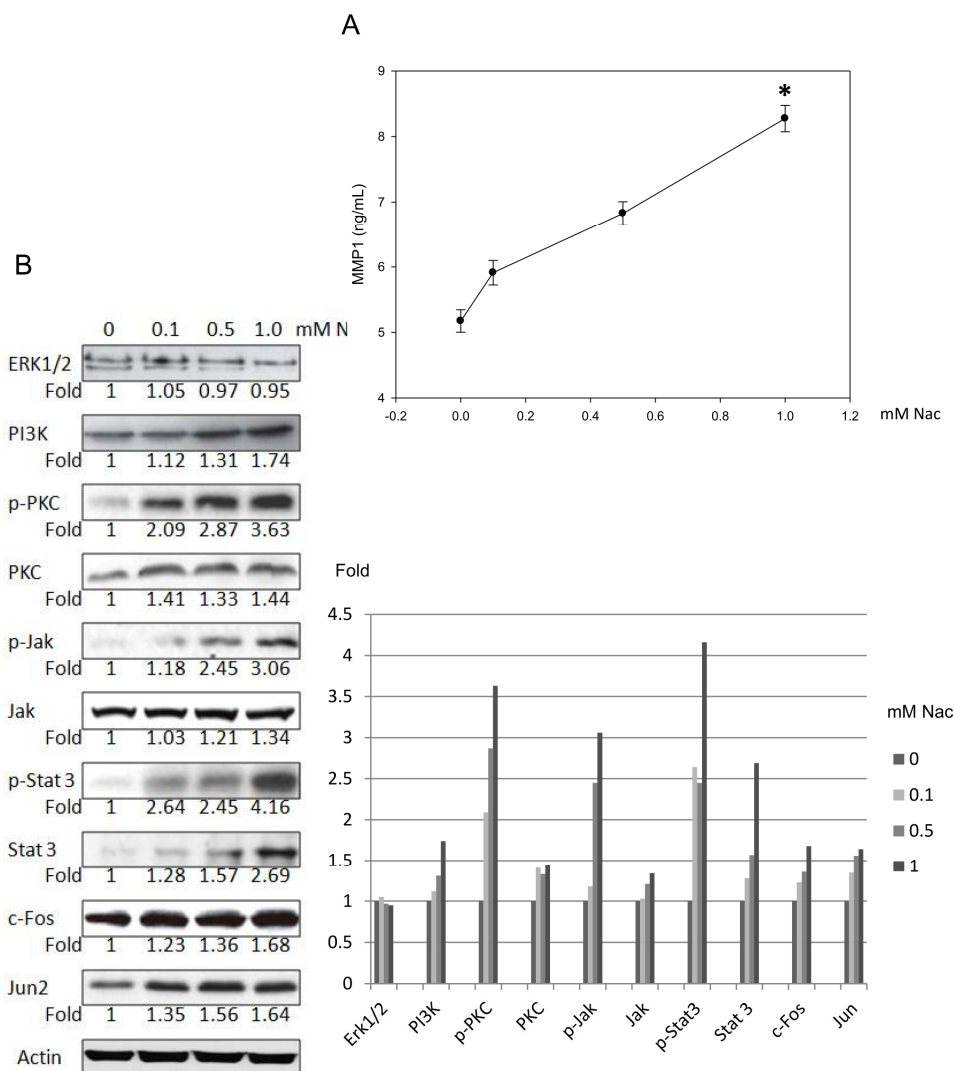 A
9
8
7
6
5
4
MMP1 (ng/mL)
*
-0.2 0.0 0.2 0.4 0.6 0.8 1.0 1.2 mM Nac
B
0 0.1 0.5 1.0 mM N
ERK1/2
Fold 1 1.05 0.97 0.95
PI3K
Fold 1 1.12 1.31 1.74
p-PKC
Fold 1 2.09 2.87 3.63
PKC
Fold 1 1.41 1.33 1.44
p-Jak
Fold 1 1.18 2.45 3.06
Jak
Fold 1 1.03 1.21 1.34
p-Stat 3
Fold 1 2.64 2.45 4.16
Stat 3
Fold 1 1.28 1.57 2.69
c-Fos
Fold 1 1.23 1.36 1.68
Jun2
Fold 1 1.35 1.56 1.64
Actin
Fold
4.5
4
3.5
3
2.5
2
1.5
1
0.5
0
Erk1/2 PI3K p-PKC PKC p-Jak Jak p-Stat3 Stat 3 c-Fos Jun
mM Nac
0
0.1
0.5
1